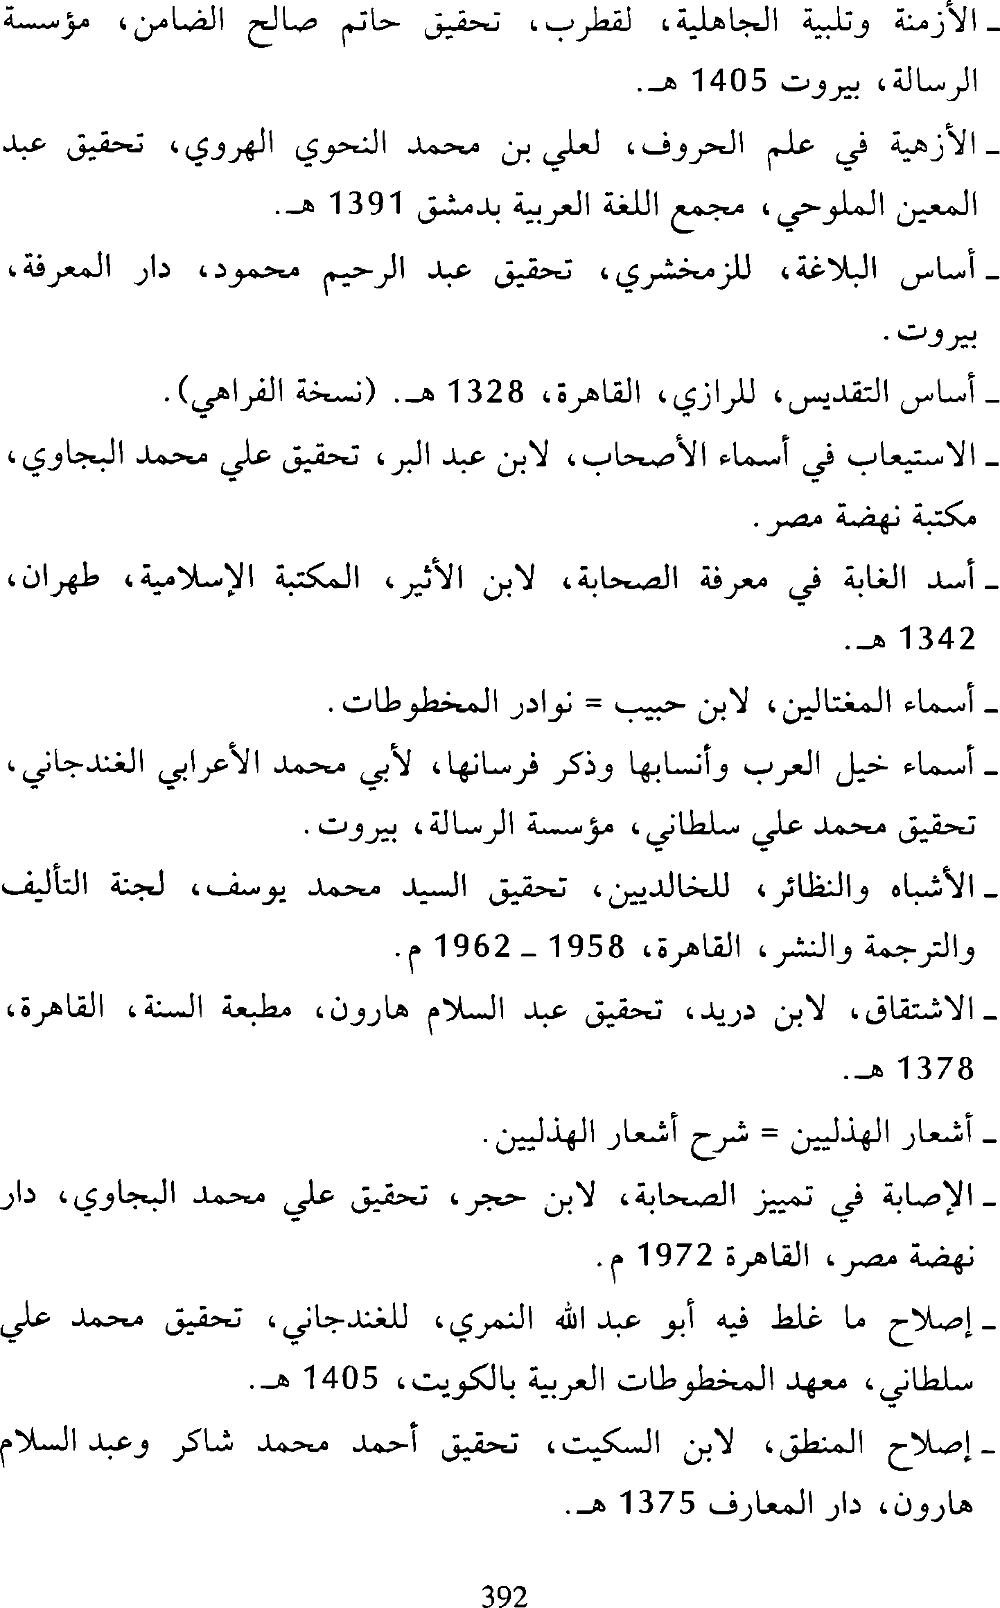 ـ الأزمنة وتلبية الجاهلية، لقطرب، تحقيق حاتم صالح الضامن، مؤسسة
الرسالة، بيروت 1405 هـ.
ـ الأزهية في علم الحروف، لعلي بن محمد النحوي الهروي، تحقيق عبد
المعين الملوحي، مجمع اللغة العربية بدمشق 1391 هـ.
ـ أساس البلاغة، للزمخشري، تحقيق عبد الرحيم محمود، دار المعرفة،
بيروت.
ـ أساس التقديس، للرازي، القاهرة، 1328 هـ. (نسخة الفراهي).
ـ الاستيعاب في أسماء الأصحاب، لابن عبد البر، تحقيق علي محمد البجاوي،
مكتبة نهضة مصر.
ـ أسد الغابة في معرفة الصحابة، لابن الأثير، المكتبة الإسلامية، طهران،
1342 هـ.
ـ أسماء المغتالين، لابن حبيب = نوادر المخطوطات.
ـ أسماء خيل العرب وأنسابها وذكر فرسانها، لأبي محمد الأعرابي الغندجاني،
تحقيق محمد علي سلطاني، مؤسسة الرسالة، بيروت.
ـ الأشباه والنظائر، للخالديين، تحقيق السيد محمد يوسف، لجنة التأليف
والترجمة والنشر، القاهرة، 1958 ـ 1962 م.
ـ الاشتقاق، لابن دريد، تحقيق عبد السلام هارون، مطبعة السنة، القاهرة،
1378 هـ.
ـ أشعار الهذليين = شرح أشعار الهذليين.
ـ الإصابة في تمييز الصحابة، لابن حجر، تحقيق علي محمد البجاوي، دار
نهضة مصر، القاهرة 1972 م.
ـ إصلاح ما غلط فيه أبو عبد الله النمري، للغندجاني، تحقيق محمد علي
سلطاني، معهد المخطوطات العربية بالكويت، 1405 هـ.
ـ إصلاح المنطق، لابن السكيت، تحقيق أحمد محمد شاكر وعبد السلام
هارون، دار المعارف 1375 هـ.
392